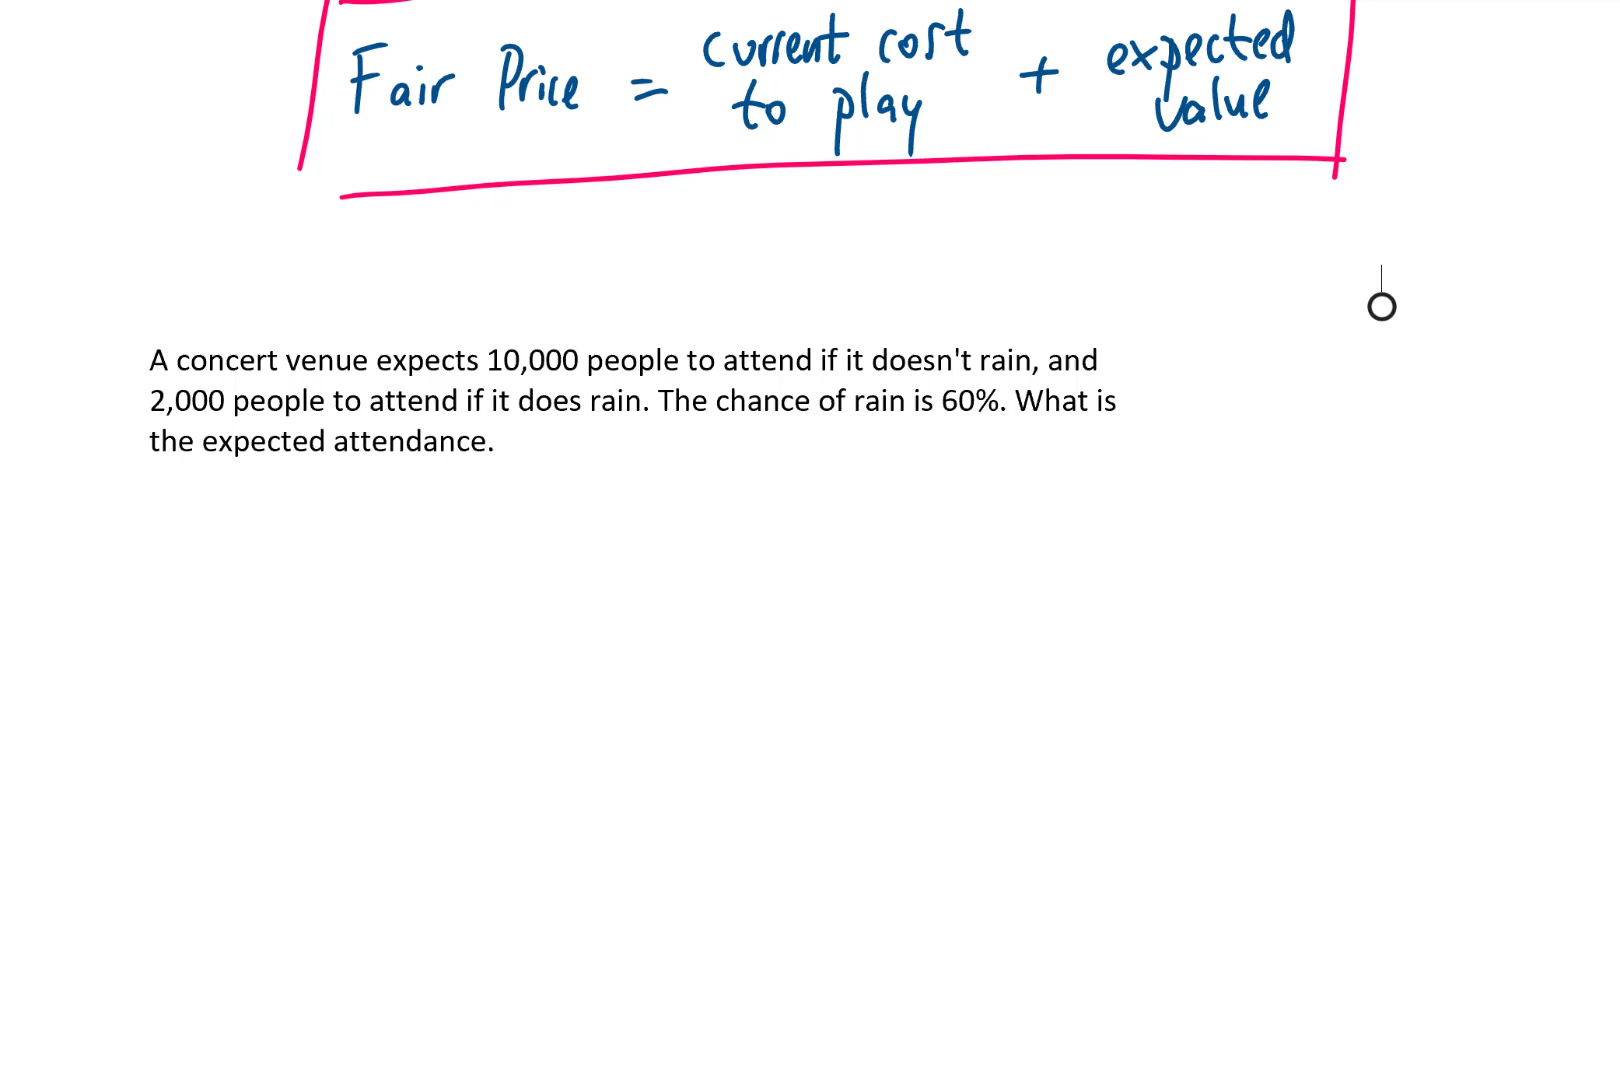 Fair Price = current cost to play + expected value
A concert venue expects 10,000 people to attend if it doesn't rain, and
2,000 people to attend if it does rain. The chance of rain is 60%. What is
the expected attendance.